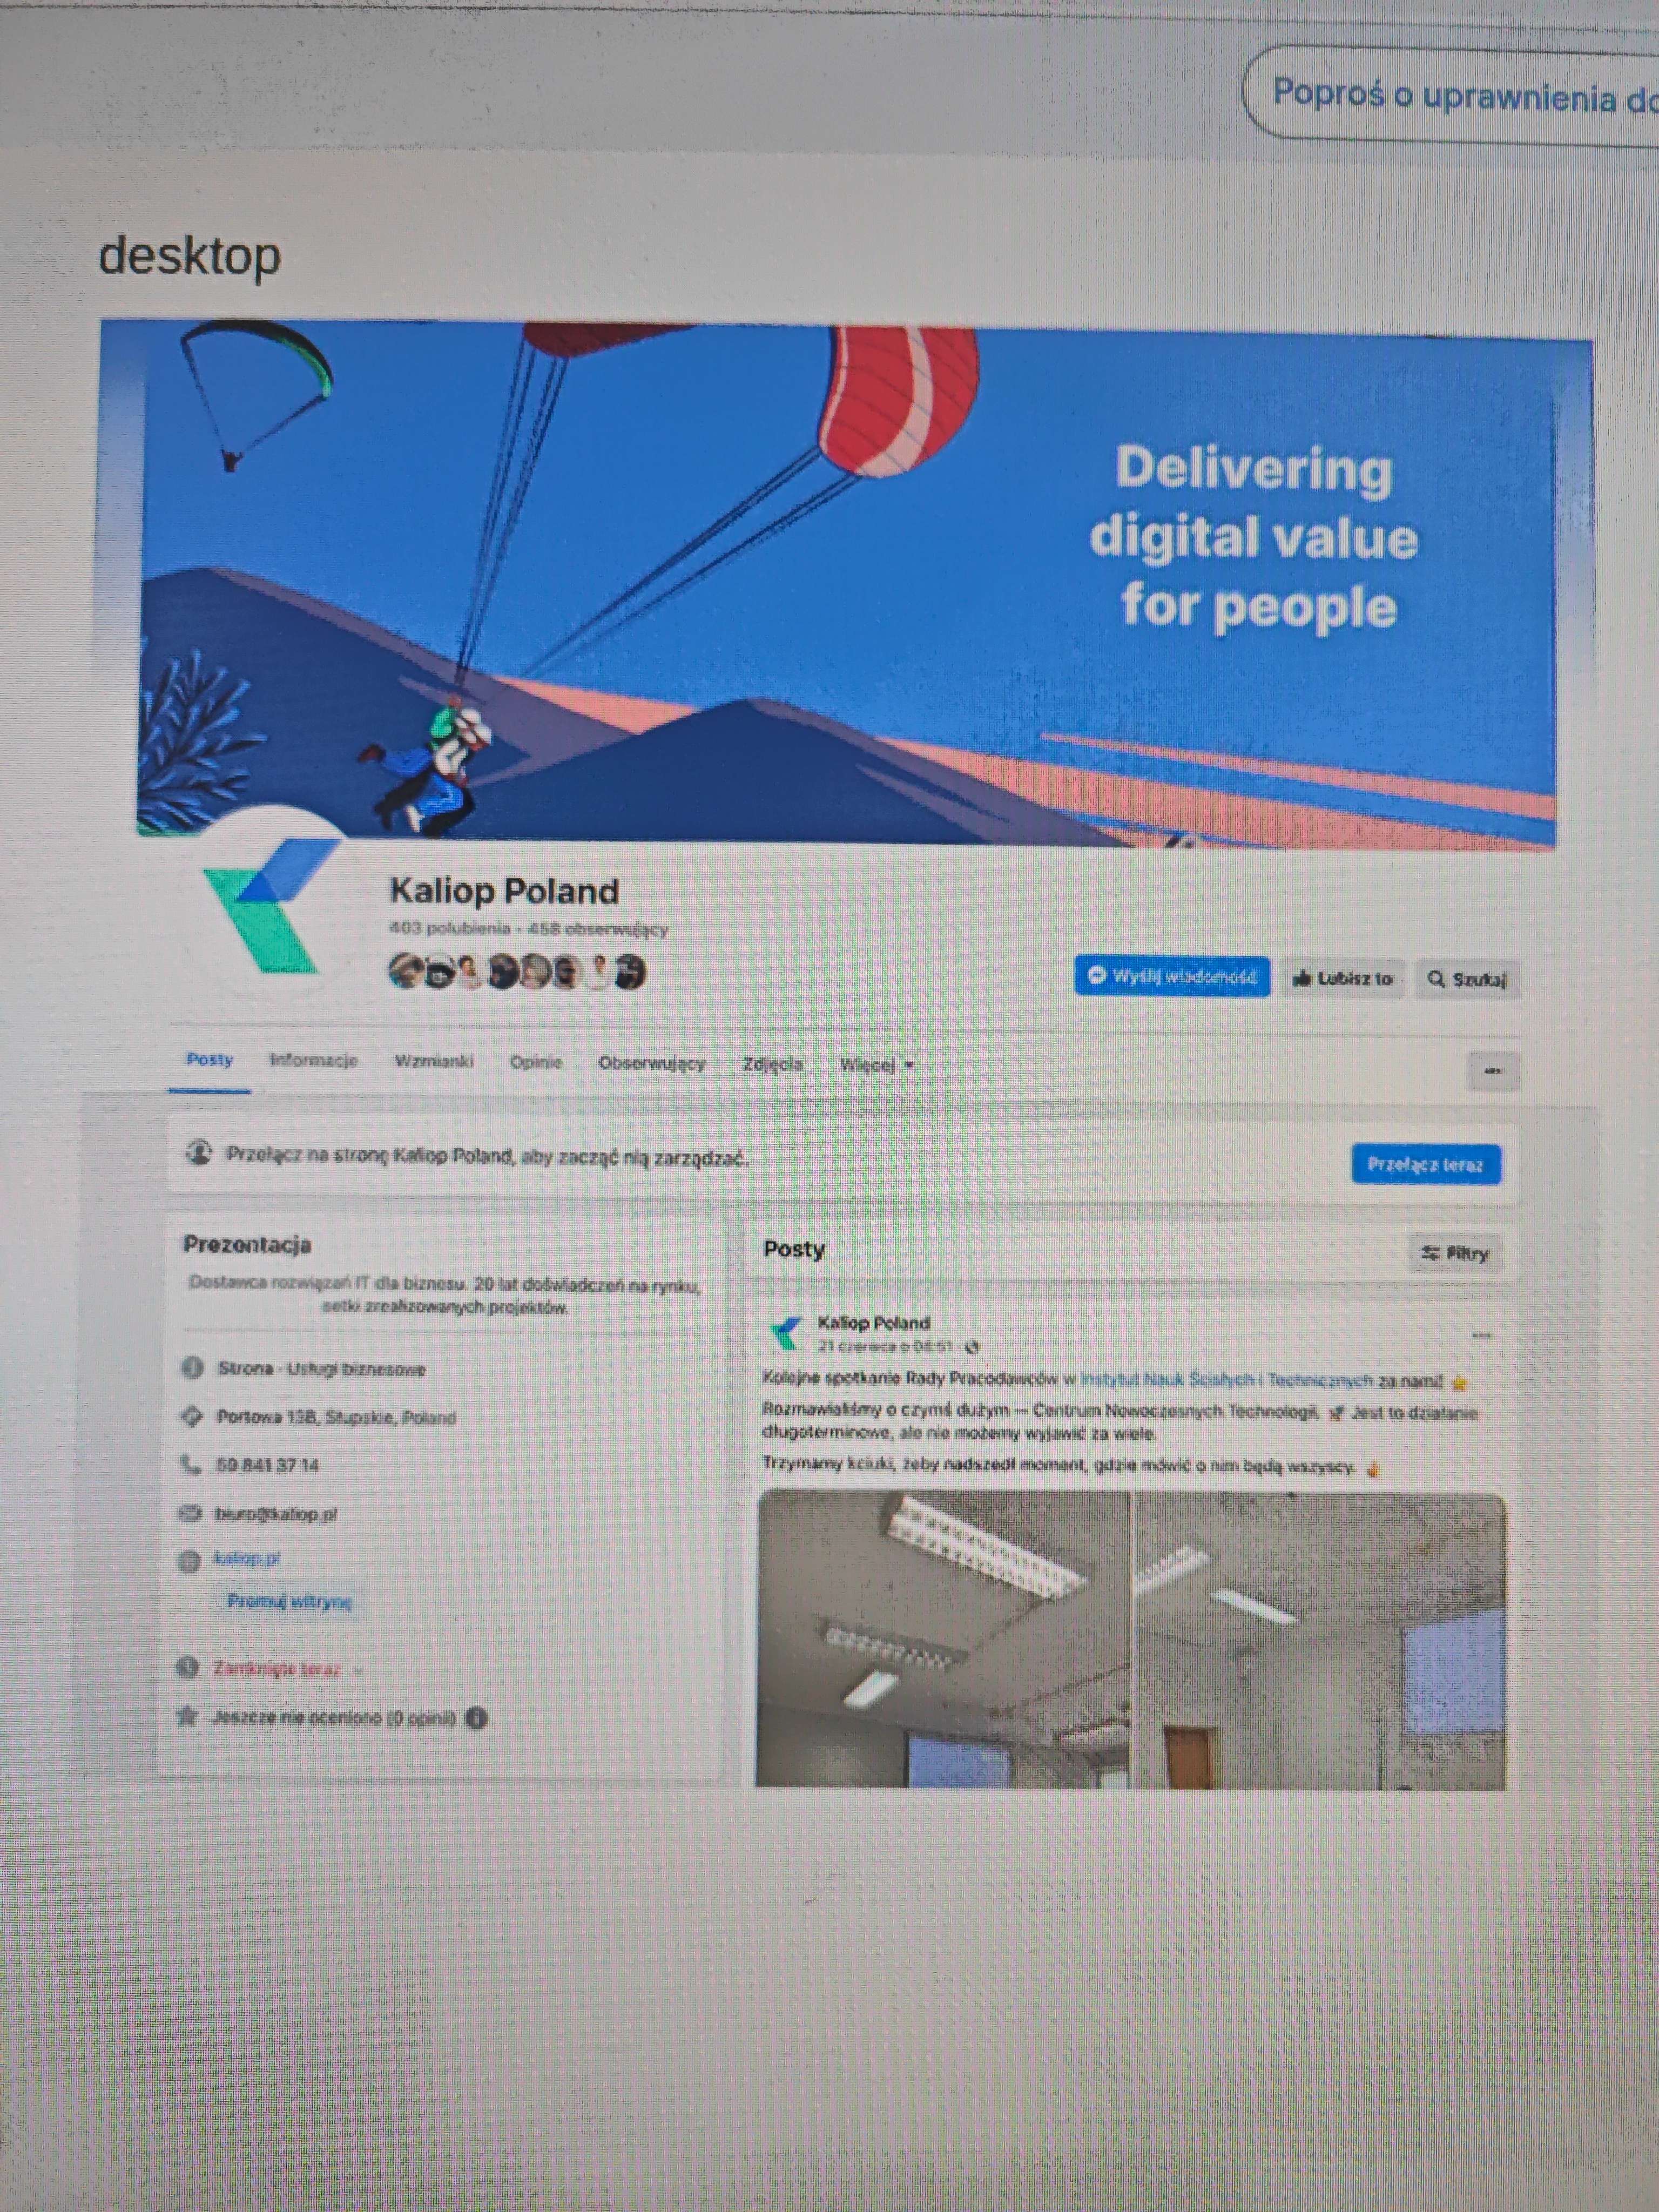 Poproś o uprawnienia do
desktop
Delivering
digital value
for people
Kaliop Poland
403 polubienia · 458 obserwujący
Wyślij wiadomość
Lubisz to
Szukaj
Posty
Informacje
Wzmianki
Opinie
Obserwujący
Zdjęcia
Więcej
Przełącz na stronę Kaliop Poland, aby zacząć nią zarządzać.
Przełącz teraz
Prezentacja
Dostawca rozwiązań IT dla biznesu. 20 lat doświadczeń na rynku,
setki zrealizowanych projektów.
Strona · Usługi biznesowe
Portowa 13B, Słupskie, Poland
59 841 37 14
biuro@kaliop.pl
kaliop.pl
Promuj witrynę
Zamknięte teraz
Jeszcze nie oceniono (0 opinii)
Posty
Filtry
Kaliop Poland
21 czerwca o
Kolejne spotkanie Rady Pracodawców w Instytut Nauk Ścisłych i Technicznych za nami! 👍
Rozmawialiśmy o czymś dużym — Centrum Nowoczesnych Technologii. 🚀 Jest to działanie
długoterminowe, ale nie możemy wyjawić za wiele.
Trzymamy kciuki, żeby nadszedł moment, gdzie mówić o nim będą wszyscy.